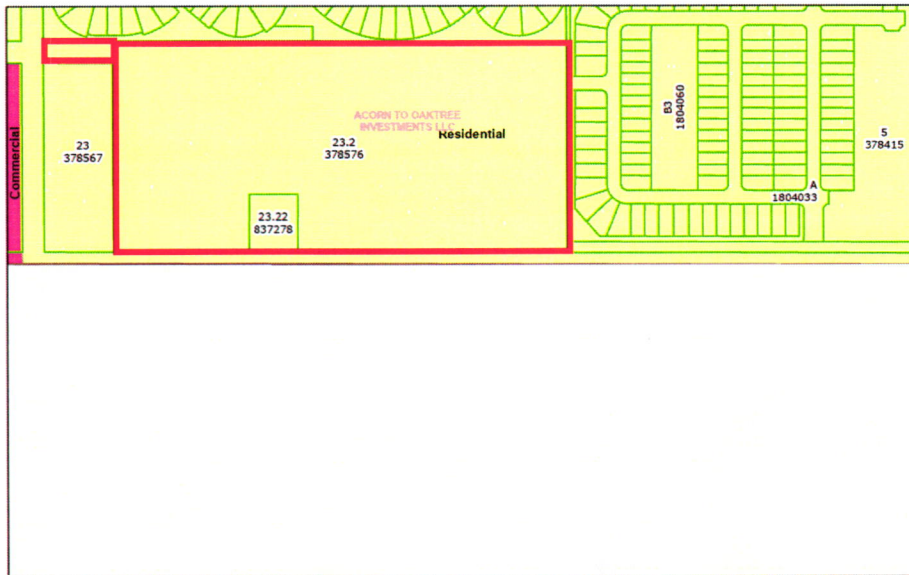 Commercial
23
378567
ACORN TO OAKTREE
INVESTMENTS LLC
Residential
23.2
378576
23.22
837278
B3
1804060
A
1804033
5
378415